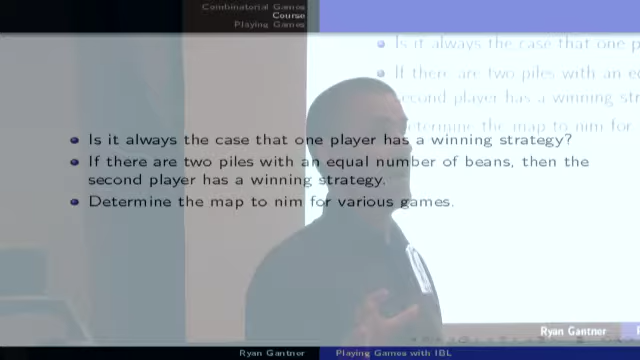 Combinatorial Games
Course
Playing Games
Is it always the case that one p
If there are two piles with an eq
second player has a winning str
Determine the map to nim for
Is it always the case that one player has a winning strategy?
If there are two piles with an equal number of beans, then the
second player has a winning strategy.
Determine the map to nim for various games.
Ryan Gantner
Ryan Gantner
Playing Games with IBL